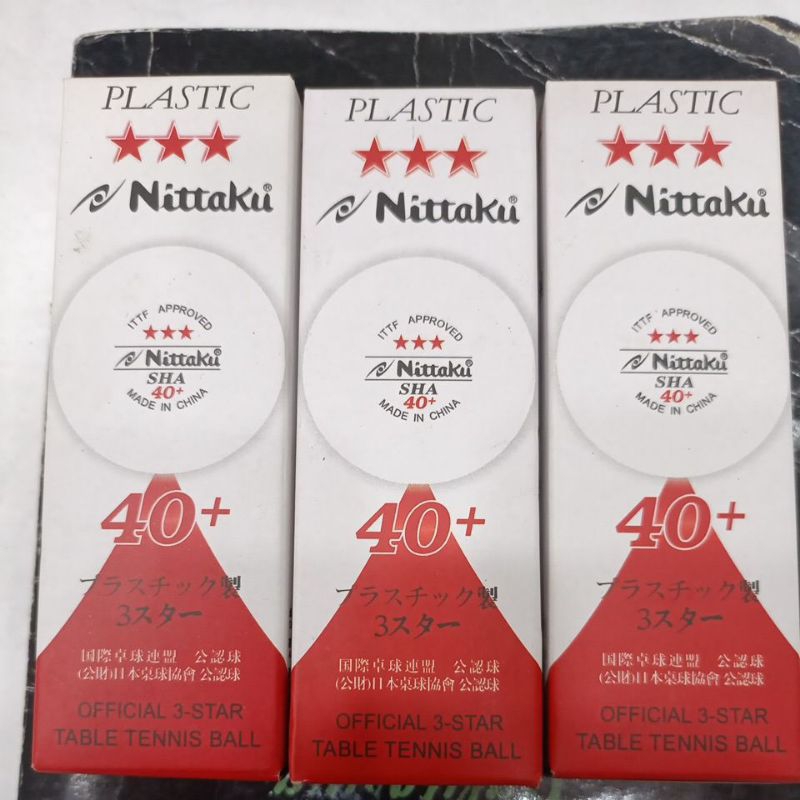 PLASTIC
Nittaku®
ITTF APPROVED
Nittaku
SHA
40+
MADE IN CHINA
40+
プラスチック製
3スター
国際卓球連盟 公認球
(公財)日本卓球協會 公認球
OFFICIAL 3-STAR
TABLE TENNIS BALL
PLASTIC
Nittaku®
ITTF APPROVED
Nittaku
SHA
40+
MADE IN CHINA
40+
プラスチック製
3スター
国際卓球連盟 公認球
(公財)日本卓球協會 公認球
OFFICIAL 3-STAR
TABLE TENNIS BALL
PLASTIC
Nittaku®
ITTF APPROVED
Nittaku
SHA
40+
MADE IN CHINA
40+
プラスチック製
3スター
国際卓球連盟 公認球
(公財)日本卓球協會 公認球
OFFICIAL 3-STAR
TABLE TENNIS BALL